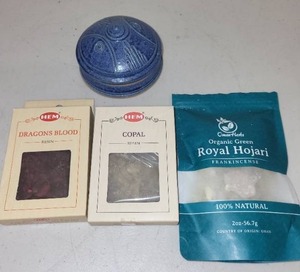 HEM
DRAGONS BLOOD
RESIN
HEM
COPAL
RESIN
Organic Green
Royal Hojari
FRANKINCENSE
100% NATURAL
2oz-56.7g
COUNTRY OF ORIGIN: OMAN